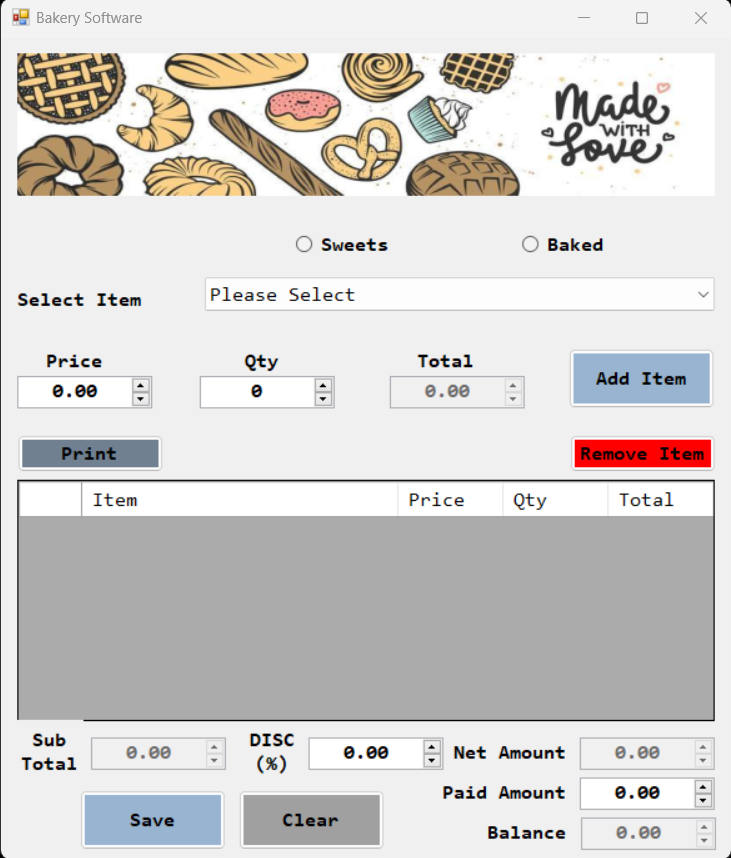 Bakery Software
Made
WITH
Love
Sweets Baked
Select Item Please Select
Price Qty Total
0.00 0 0.00 Add Item
Print Remove Item
Item Price Qty Total
Sub Total 0.00 DISC (%) 0.00 Net Amount 0.00
Paid Amount 0.00
Save Clear Balance 0.00